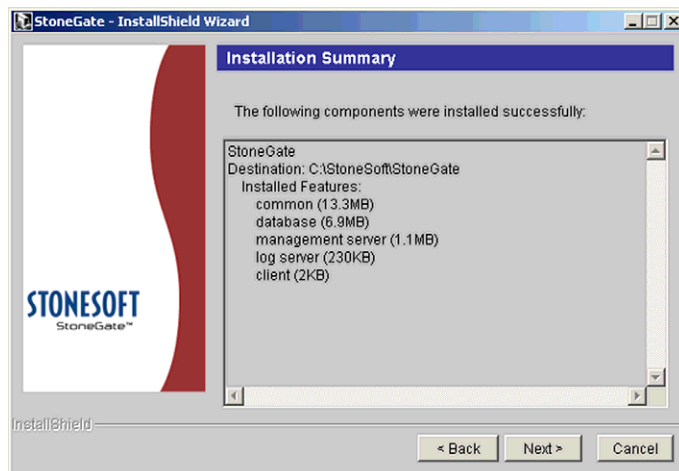 StoneGate - InstallShield Wizard
Installation Summary
The following components were installed successfully:
StoneGate
Destination: C:\StoneSoft\StoneGate
Installed Features:
common (13.3MB)
database (6.9MB)
management server (1.1MB)
log server (230KB)
client (2KB)
STONESOFT
StoneGate™
InstallShield
< Back
Next >
Cancel